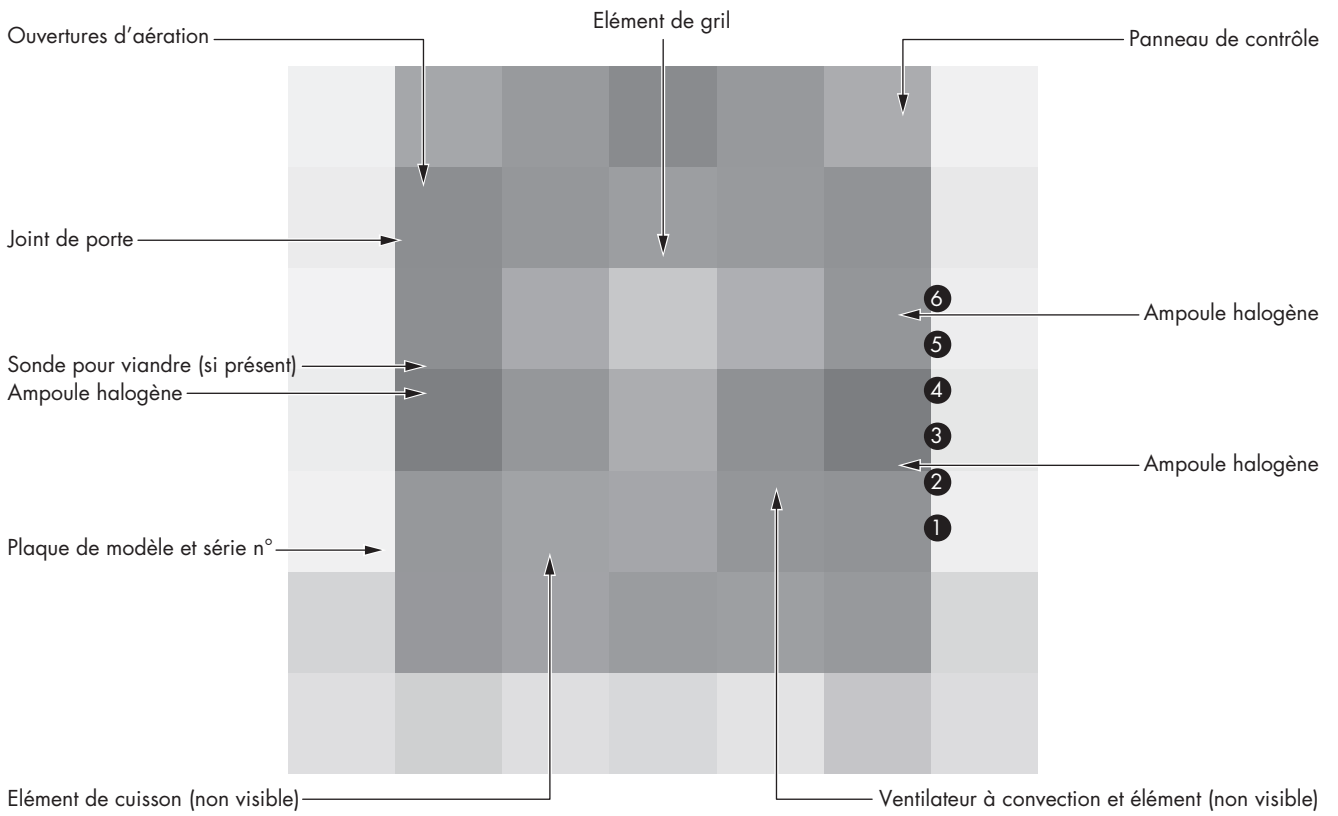 Elément de gril
Ouvertures d'aération
Panneau de contrôle
Joint de porte
6
Ampoule halogène
5
Sonde pour viandre (si présent)
Ampoule halogène
4
3
Ampoule halogène
2
1
Plaque de modèle et série n°
Elément de cuisson (non visible)
Ventilateur à convection et élément (non visible)